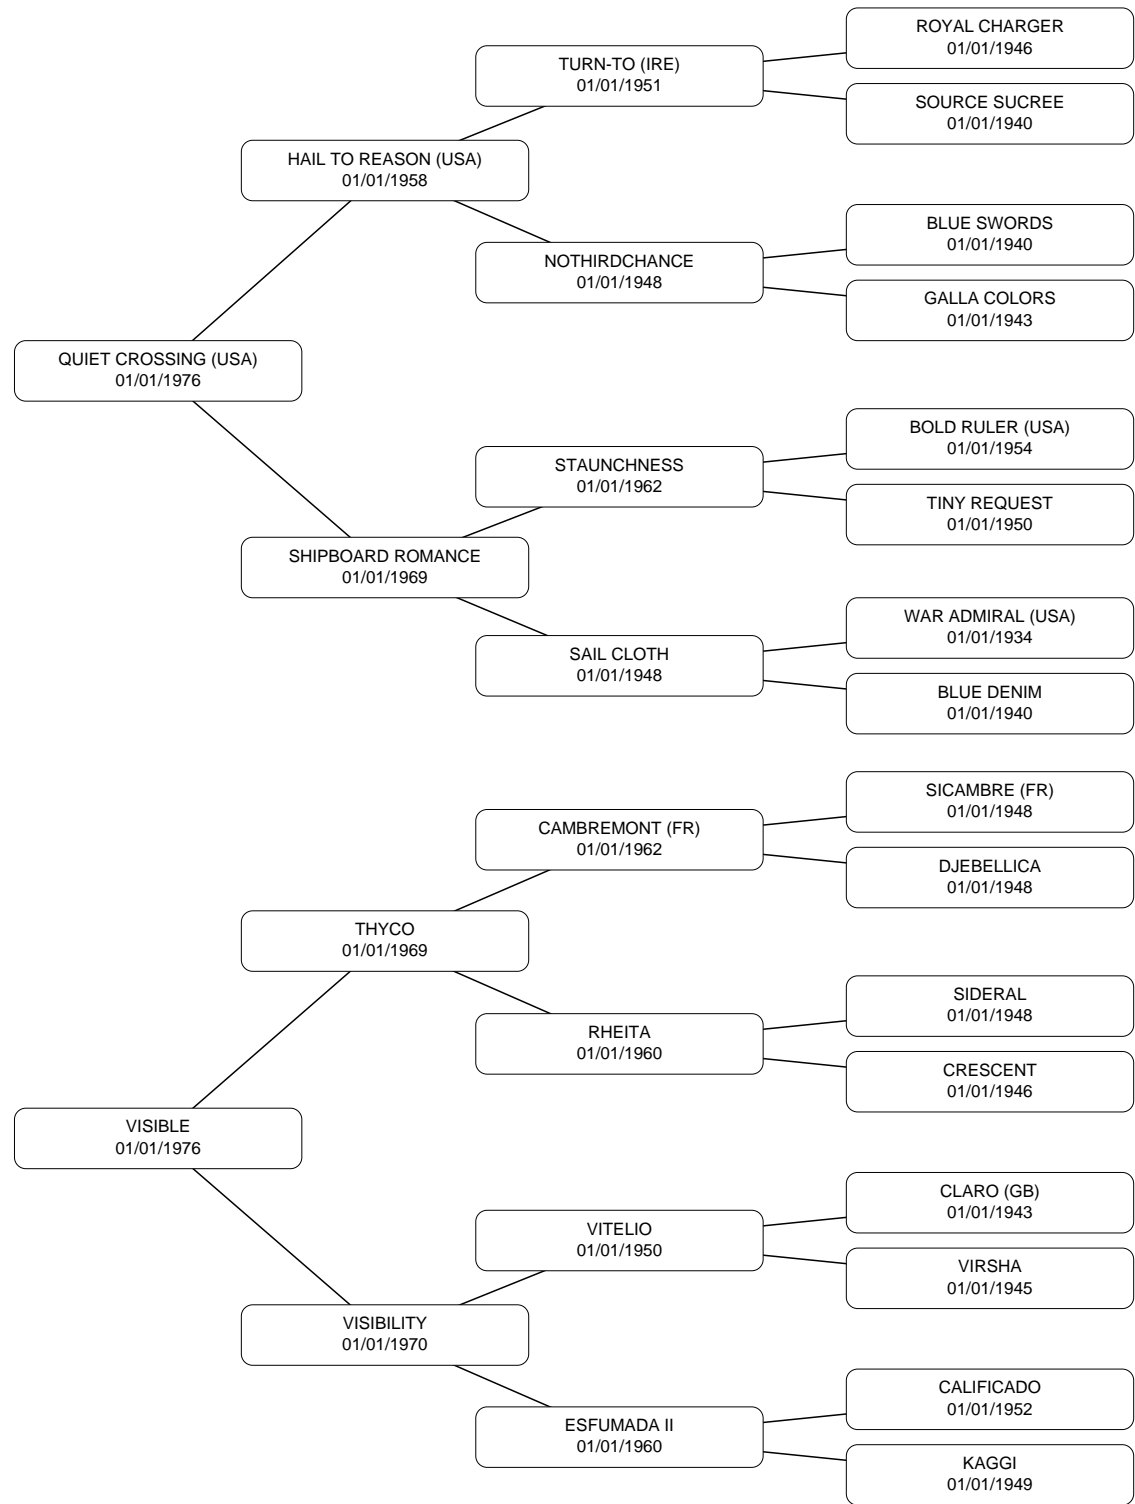 ROYAL CHARGER
01/01/1946
TURN-TO (IRE)
01/01/1951
SOURCE SUCREE
01/01/1940
HAIL TO REASON (USA)
01/01/1958
BLUE SWORDS
01/01/1940
NOTHIRDCHANCE
01/01/1948
GALLA COLORS
01/01/1943
QUIET CROSSING (USA)
01/01/1976
BOLD RULER (USA)
01/01/1954
STAUNCHNESS
01/01/1962
TINY REQUEST
01/01/1950
SHIPBOARD ROMANCE
01/01/1969
WAR ADMIRAL (USA)
01/01/1934
SAIL CLOTH
01/01/1948
BLUE DENIM
01/01/1940
SICAMBRE (FR)
01/01/1948
CAMBREMONT (FR)
01/01/1962
DJEBELLICA
01/01/1948
THYCO
01/01/1969
SIDERAL
01/01/1948
RHEITA
01/01/1960
CRESCENT
01/01/1946
VISIBLE
01/01/1976
CLARO (GB)
01/01/1943
VITELIO
01/01/1950
VIRSHA
01/01/1945
VISIBILITY
01/01/1970
CALIFICADO
01/01/1952
ESFUMADA II
01/01/1960
KAGGI
01/01/1949